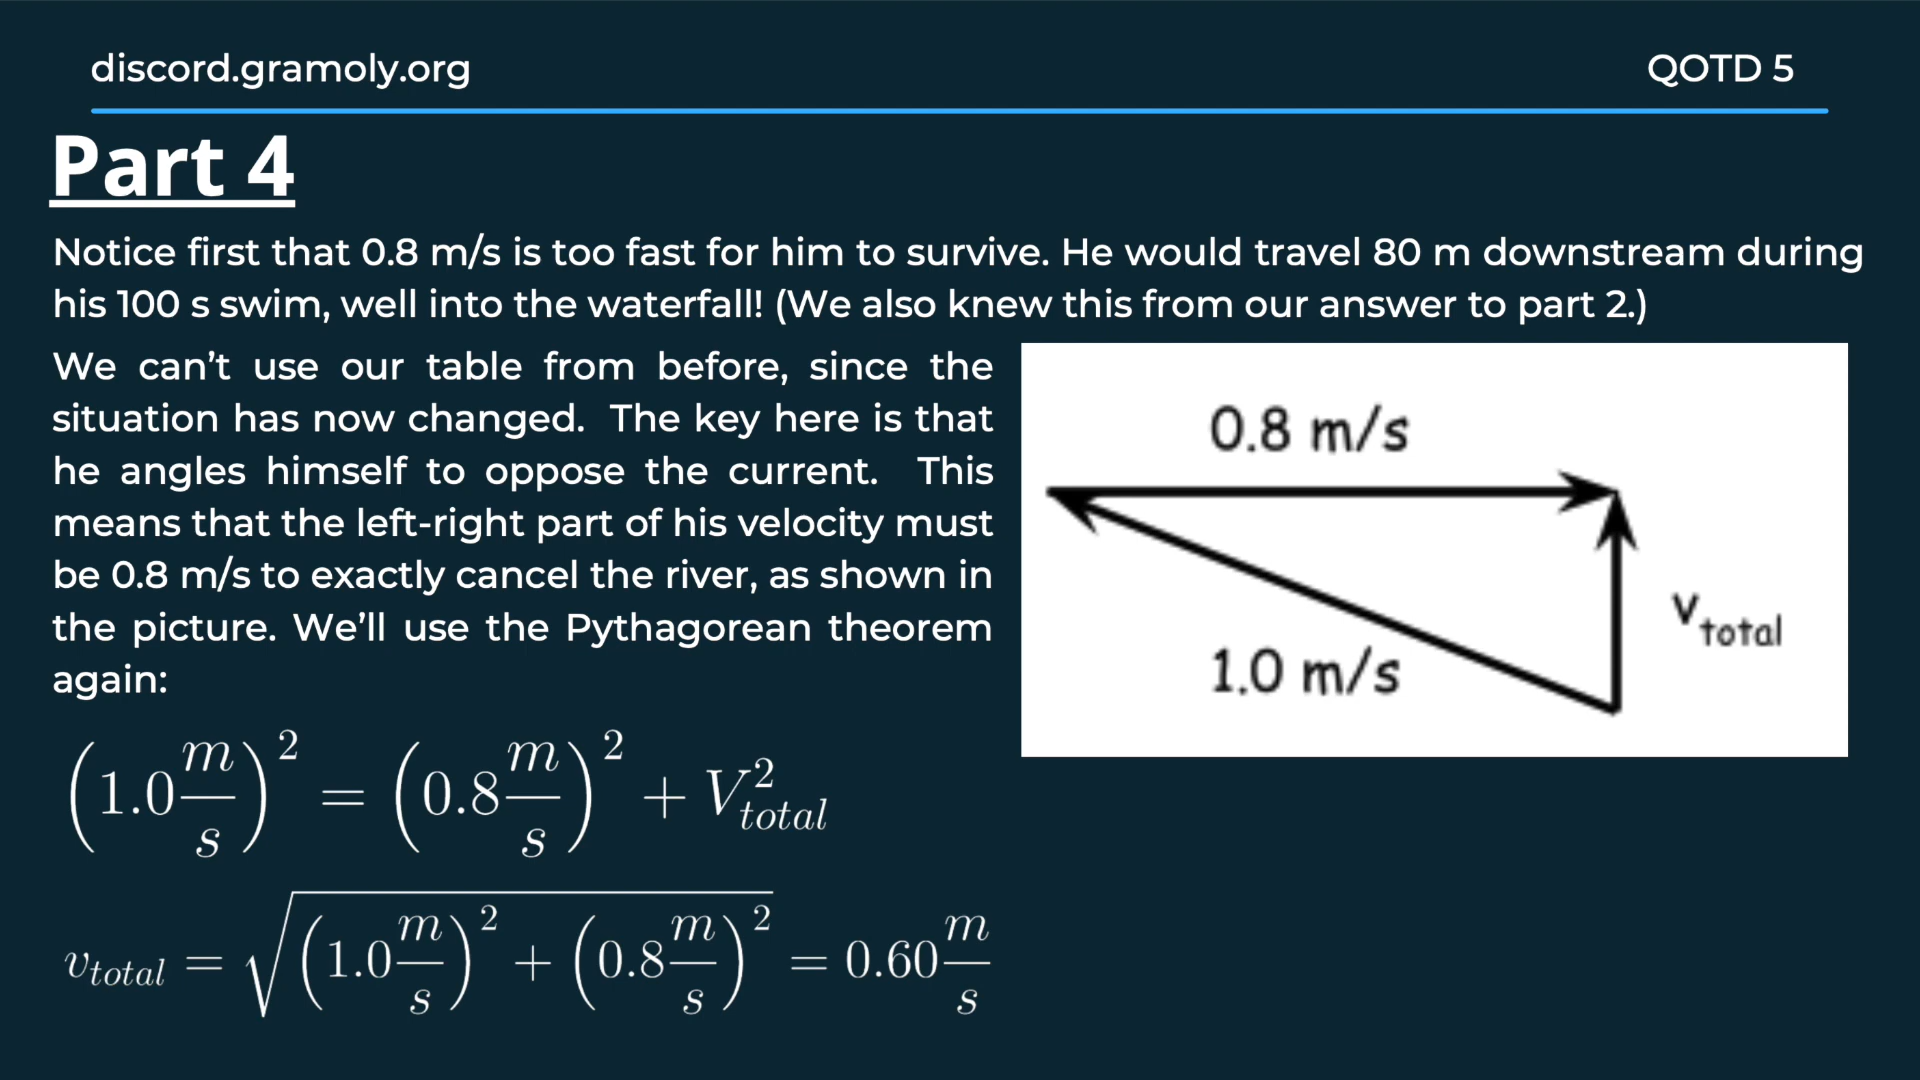 discord.gramoly.org
QOTD 5
Part 4
Notice first that 0.8 m/s is too fast for him to survive. He would travel 80 m downstream during
his 100 s swim, well into the waterfall! (We also knew this from our answer to part 2.)
We can’t use our table from before, since the
situation has now changed. The key here is that
he angles himself to oppose the current. This
means that the left-right part of his velocity must
be 0.8 m/s to exactly cancel the river, as shown in
the picture. We’ll use the Pythagorean theorem
again:
0.8 m/s
1.0 m/s
v_total
(1.0 m/s)² = (0.8 m/s)² + V²_total
v_total = √((1.0 m/s)² + (0.8 m/s)²) = 0.60 m/s